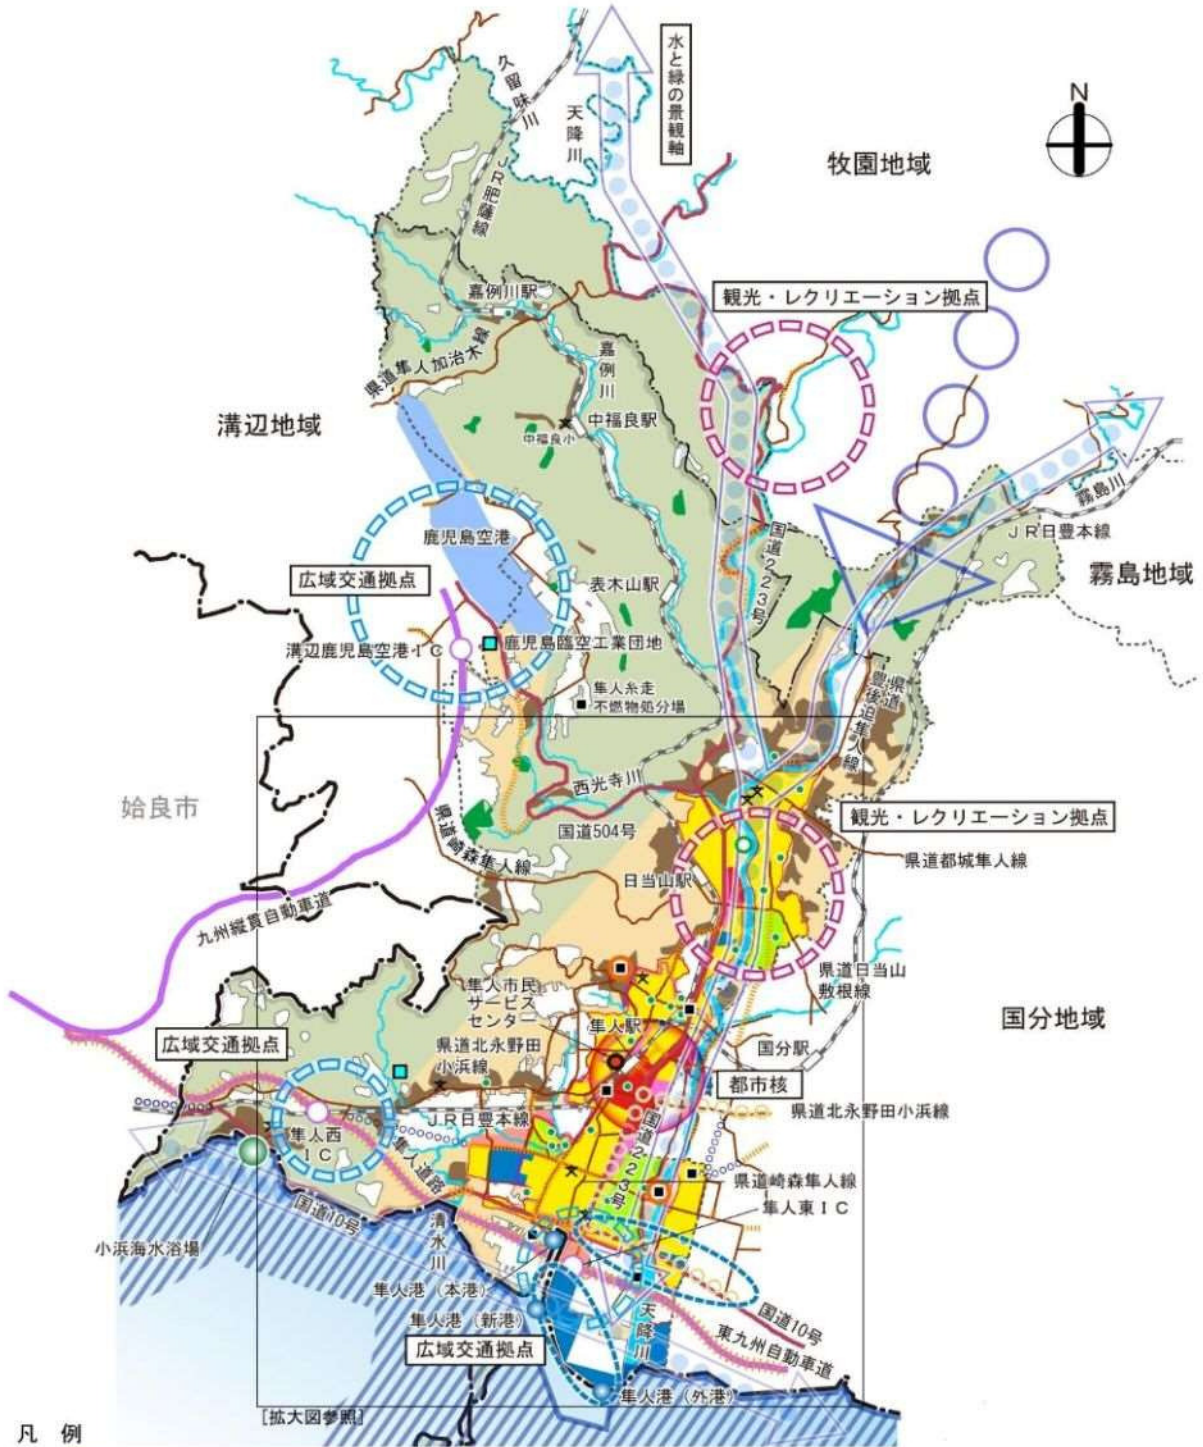 久留味川
水と緑の景観軸
天降川
N
牧園地域
JR肥薩線
観光・レクリエーション拠点
嘉例川駅
嘉例川
県道隼人加治木線
溝辺地域
中福良駅
中福良小
霧島川
JR日豊本線
国道223号
鹿児島空港
霧島地域
広域交通拠点
表木山駅
溝辺鹿児島空港IC
鹿児島臨空工業団地
隼人糸走
不燃物処分場
県道
豊後迫隼人線
西光寺川
姶良市
県道崎森隼人線
国道504号
観光・レクリエーション拠点
県道都城隼人線
日当山駅
九州縦貫自動車道
県道日当山
敷根線
隼人市民
サービス
センター
隼人駅
国分地域
広域交通拠点
県道北永野田
小浜線
国分駅
都市核
県道北永野田小浜線
JR日豊本線
隼人西
IC
隼人道路
国道223号
県道崎森隼人線
隼人東IC
国道10号
清水川
小浜海水浴場
隼人港（本港）
隼人港（新港）
天降川
国道10号
東九州自動車道
広域交通拠点
隼人港（外港）
［拡大図参照］
凡 例